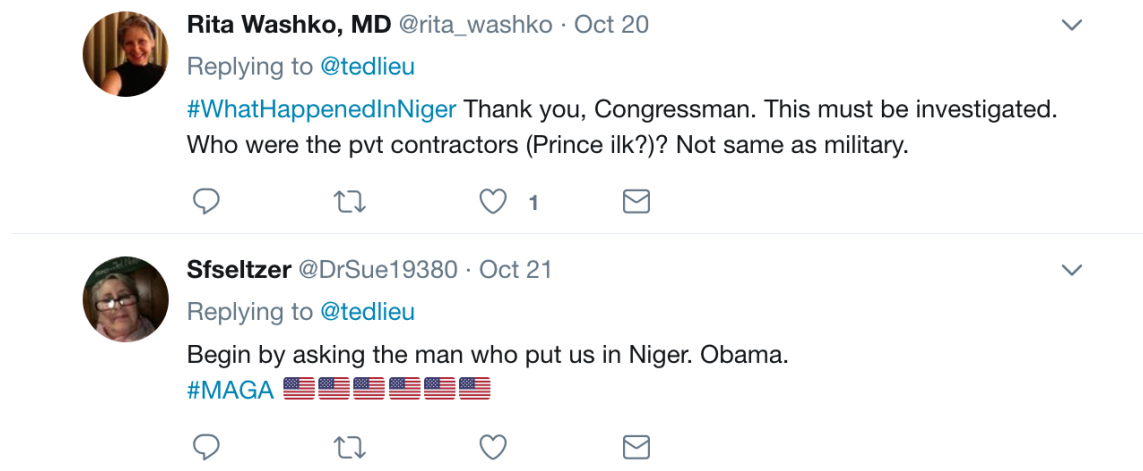 Rita Washko, MD @rita_washko · Oct 20
Replying to @tedlieu
#WhatHappenedInNiger Thank you, Congressman. This must be investigated.
Who were the pvt contractors (Prince ilk?)? Not same as military.
1
Sfseltzer @DrSue19380 · Oct 21
Replying to @tedlieu
Begin by asking the man who put us in Niger. Obama.
#MAGA 🇺🇸🇺🇸🇺🇸🇺🇸🇺🇸🇺🇸